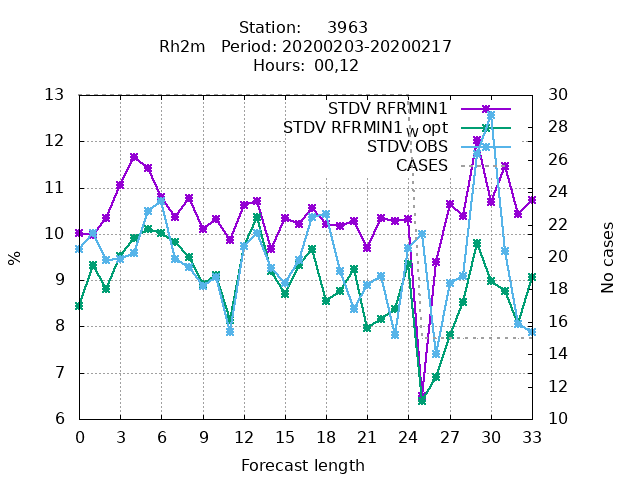 Station: 3963
Rh2m Period: 20200203-20200217
Hours: 00,12
STDV RFRMIN1
STDV RFRMIN1_w opt
STDV OBS
CASES
13
12
11
10
9
8
7
6
%
30
28
26
24
22
20
18
16
14
12
10
No cases
0 3 6 9 12 15 18 21 24 27 30 33
Forecast length